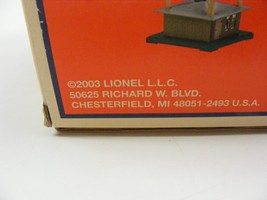 ©2003 LIONEL L.L.C.
50625 RICHARD W. BLVD.
CHESTERFIELD, MI 48051-2493 U.S.A.